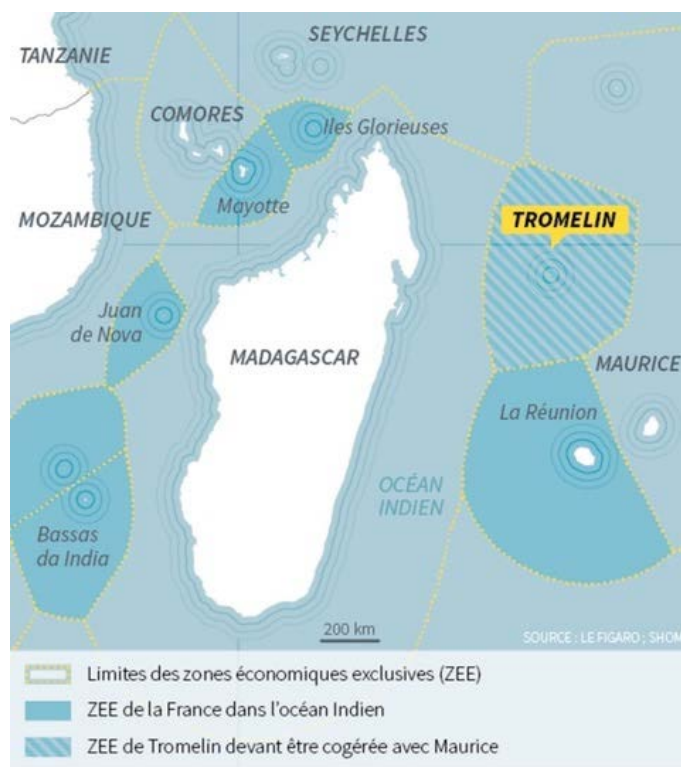 SEYCHELLES
TANZANIE
COMORES
Iles Glorieuses
Mayotte
MOZAMBIQUE
TROMELIN
Juan
de Nova
MADAGASCAR
MAURICE
La Réunion
OCÉAN
INDIEN
Bassas
da India
200 km
SOURCE : LE FIGARO ; SHOM
Limites des zones économiques exclusives (ZEE)
ZEE de la France dans l'océan Indien
ZEE de Tromelin devant être cogérée avec Maurice